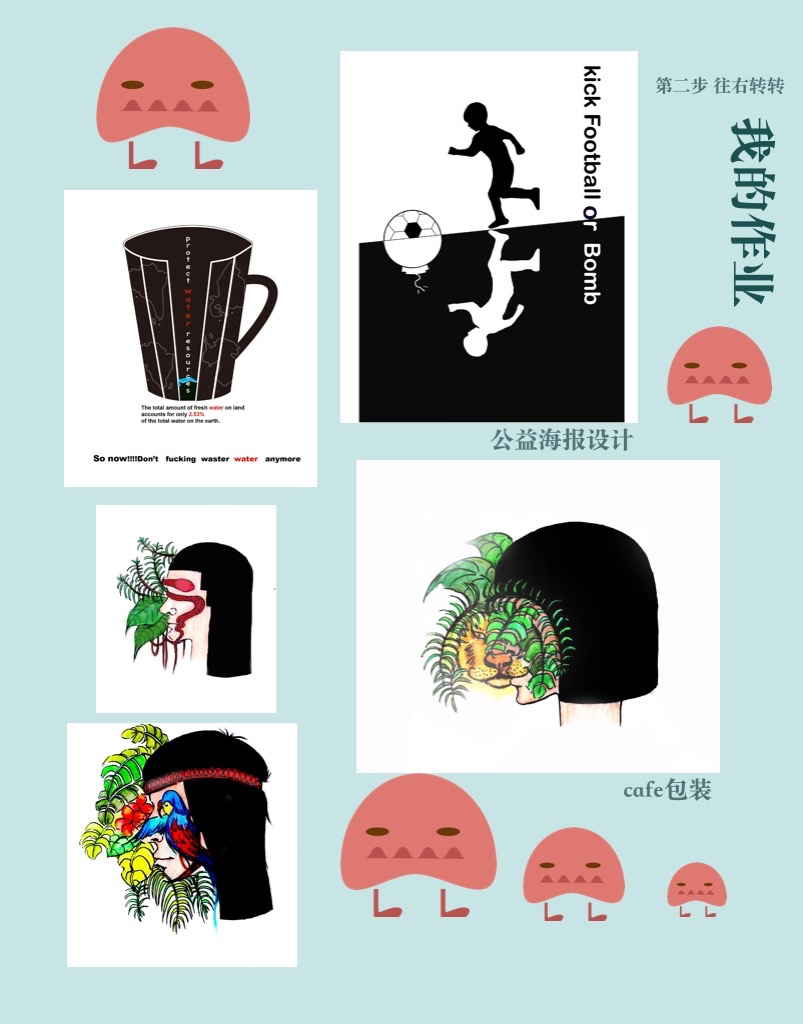 第二步 往右转转
我的作业
kick Football or Bomb
protect water resources
The total amount of fresh water on land
accounts for only 2.53%
of the total water on the earth.
So now!!!!Don't fucking waster water anymore
公益海报设计
cafe包装